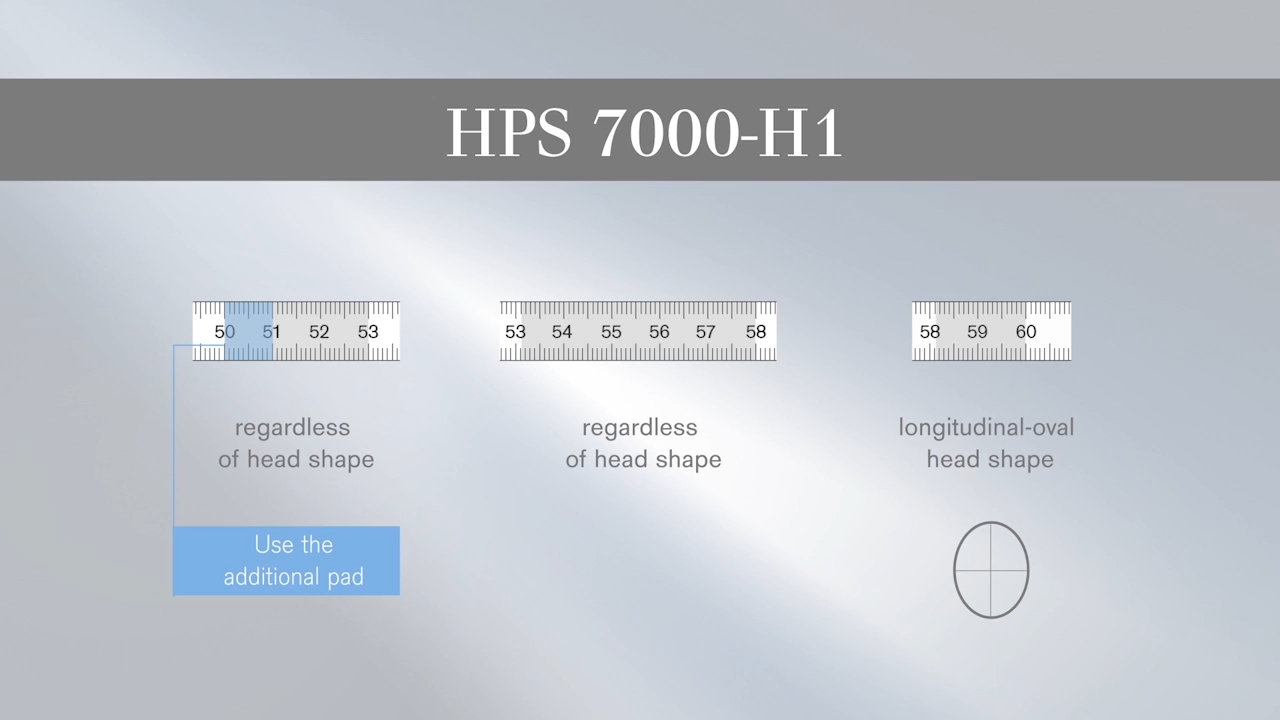 HPS 7000-H1
50 51 52 53
53 54 55 56 57 58
58 59 60
regardless
of head shape
regardless
of head shape
longitudinal-oval
head shape
Use the
additional pad